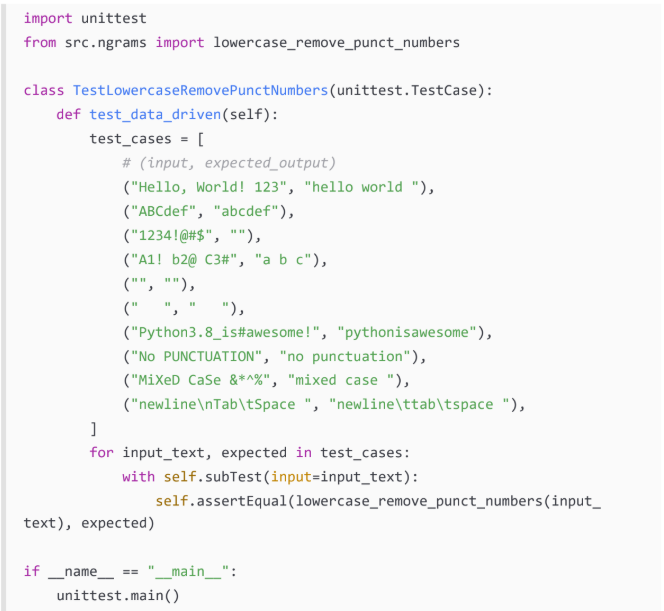 import unittest
from src.ngrams import lowercase_remove_punct_numbers

class TestLowercaseRemovePunctNumbers(unittest.TestCase):
    def test_data_driven(self):
        test_cases = [
            # (input, expected_output)
            ("Hello, World! 123", "hello world "),
            ("ABCdef", "abcdef"),
            ("1234!@#$", ""),
            ("A1! b2@ C3#", "a b c"),
            ("", ""),
            ("   ", "   "),
            ("Python3.8_is#awesome!", "pythonisawesome"),
            ("No PUNCTUATION", "no punctuation"),
            ("MiXeD CaSe &*^%", "mixed case "),
            ("newline\nTab\tSpace ", "newline\ttab\tspace "),
        ]
        for input_text, expected in test_cases:
            with self.subTest(input=input_text):
                self.assertEqual(lowercase_remove_punct_numbers(input_
text), expected)

if __name__ == "__main__":
    unittest.main()